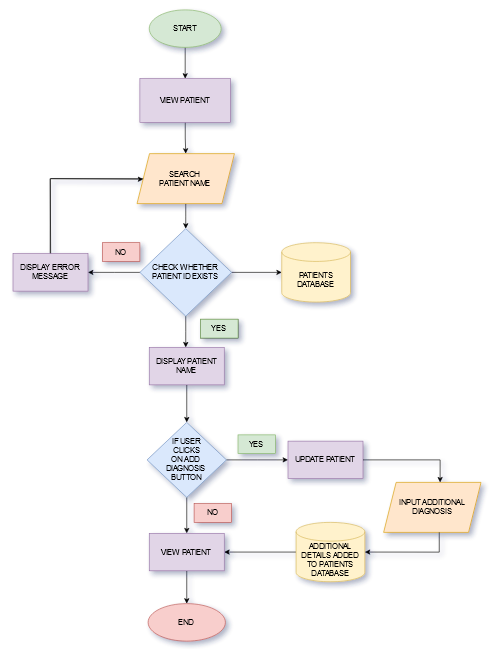 START
VIEW PATIENT
SEARCH
PATIENT NAME
NO
DISPLAY ERROR
MESSAGE
CHECK WHETHER
PATIENT ID EXISTS
PATIENTS
DATABASE
YES
DISPLAY PATIENT
NAME
IF USER
CLICKS
ON ADD
DIAGNOSIS
BUTTON
YES
UPDATE PATIENT
INPUT ADDITIONAL
DIAGNOSIS
NO
VIEW PATIENT
ADDITIONAL
DETAILS ADDED
TO PATIENTS
DATABASE
END